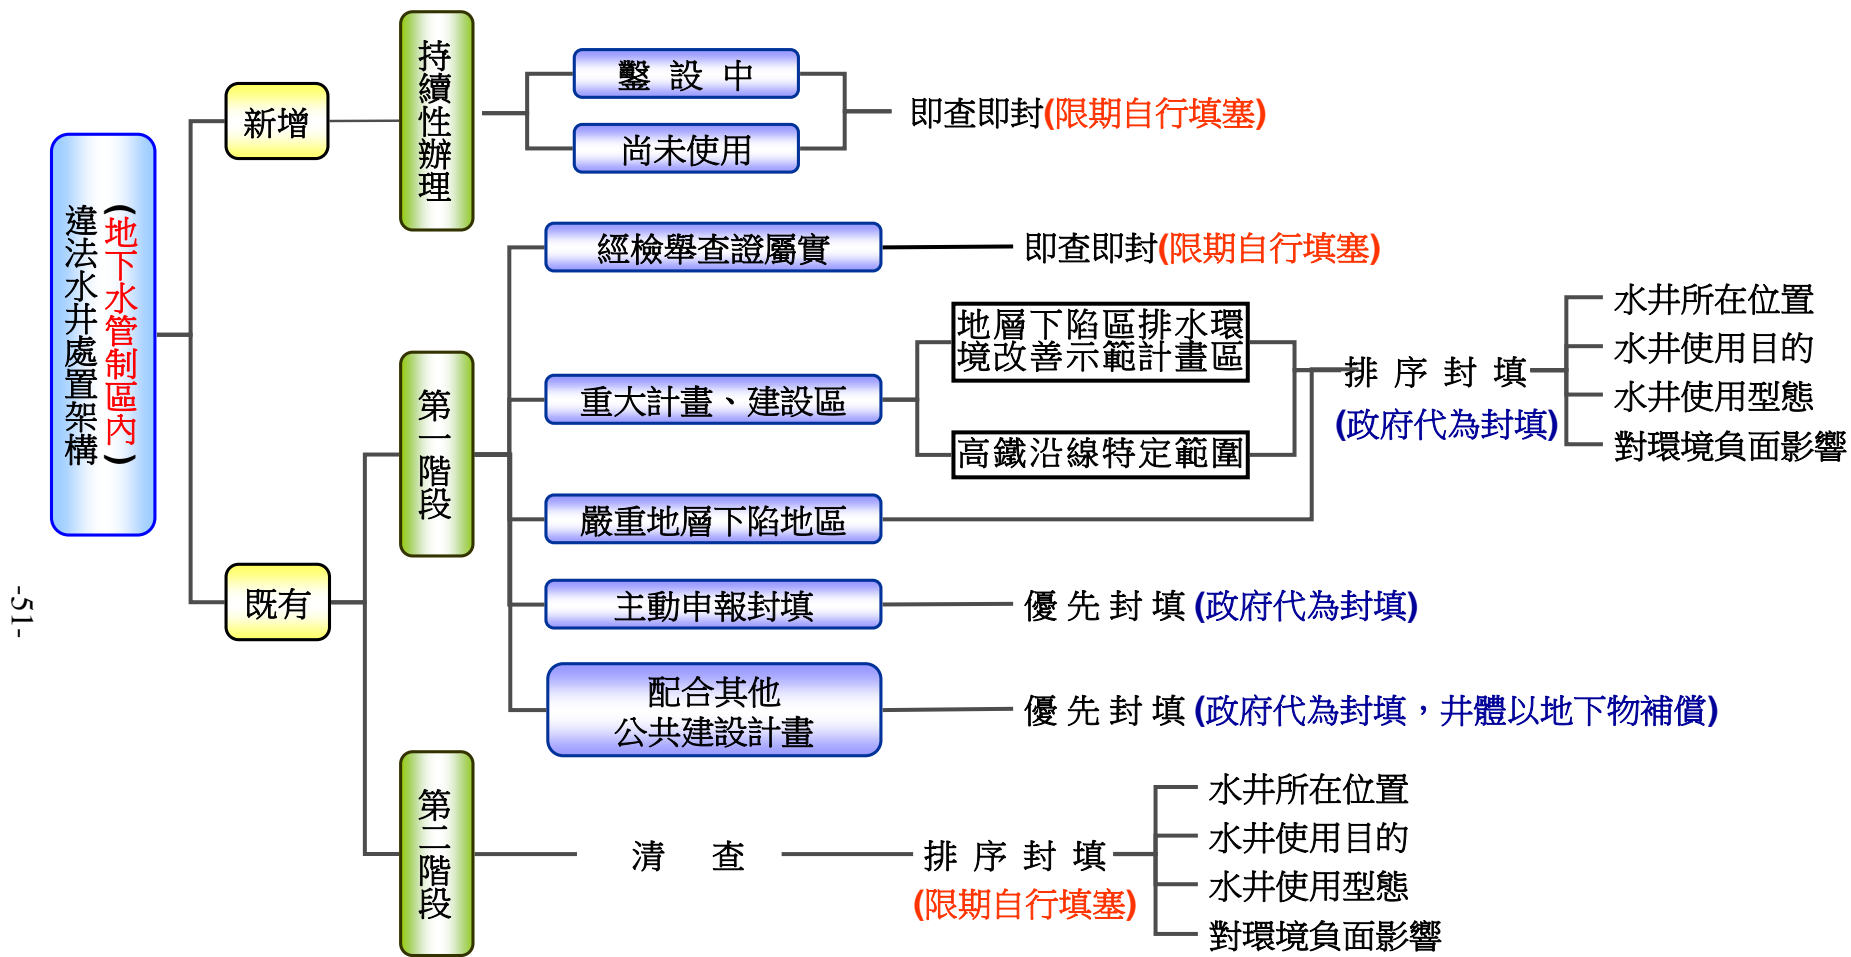 違法水井處置架構
(地下水管制區內)
新增
持續性辦理
鑿設中
尚未使用
即查即封(限期自行填塞)
既有
第一階段
經檢舉查證屬實
即查即封(限期自行填塞)
重大計畫、建設區
地層下陷區排水環
境改善示範計畫區
高鐵沿線特定範圍
嚴重地層下陷地區
排序封填
(政府代為封填)
水井所在位置
水井使用目的
水井使用型態
對環境負面影響
主動申報封填
優先封填(政府代為封填)
配合其他
公共建設計畫
優先封填(政府代為封填，井體以地下物補償)
第二階段
清查
排序封填
(限期自行填塞)
水井所在位置
水井使用目的
水井使用型態
對環境負面影響
-51-